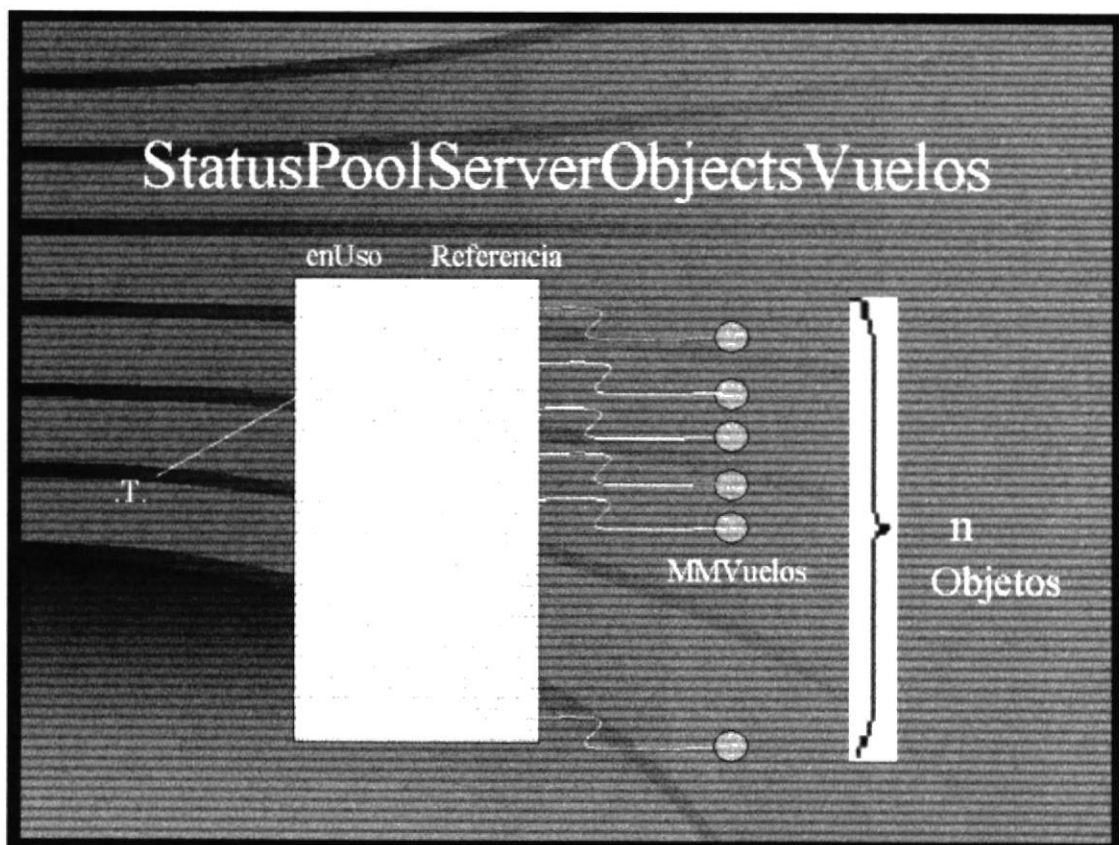 StatusPoolServerObjectsVuelos
enUso Referencia
.T.
MMVuelos
n
Objetos